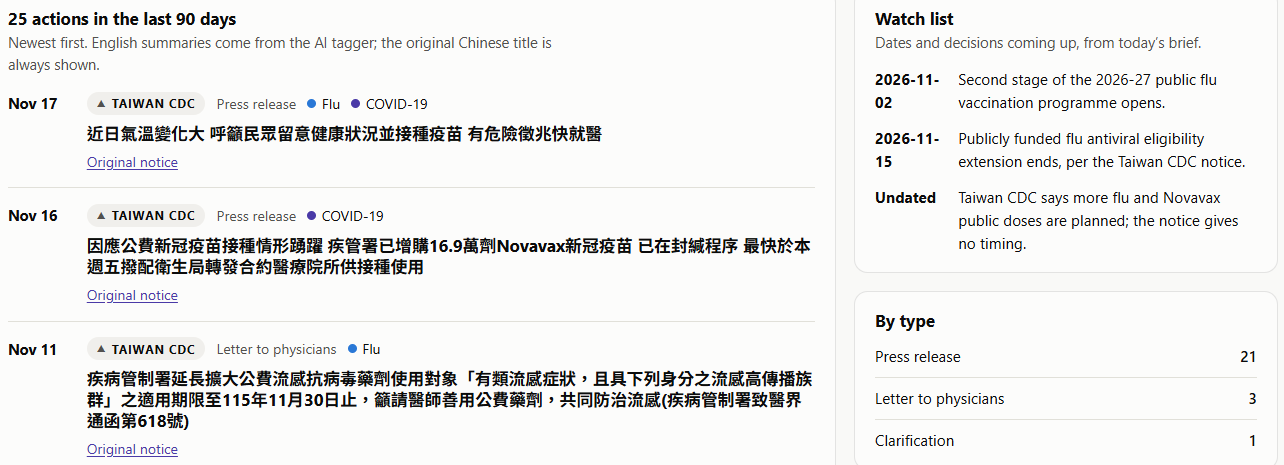 25 actions in the last 90 days
Newest first. English summaries come from the AI tagger; the original Chinese title is
always shown.
Nov 17
▲ TAIWAN CDC Press release Flu COVID-19
近日氣溫變化大 呼籲民眾留意健康狀況並接種疫苗 有危險徵兆快就醫
Original notice
Nov 16
▲ TAIWAN CDC Press release COVID-19
因應公費新冠疫苗接種情形踴躍 疾管署已增購16.9萬劑Novavax新冠疫苗 已在封緘程序 最快於本
週五撥配衛生局轉發合約醫療院所供接種使用
Original notice
Nov 11
▲ TAIWAN CDC Letter to physicians Flu
疾病管制署延長擴大公費流感抗病毒藥劑使用對象「有類流感症狀，且具下列身分之流感高傳播族
群」之適用期限至115年11月30日止，籲請醫師善用公費藥劑，共同防治流感(疾病管制署致醫界
通函第618號)
Original notice
Watch list
Dates and decisions coming up, from today's brief.
2026-11-
02
Second stage of the 2026-27 public flu
vaccination programme opens.
2026-11-
15
Publicly funded flu antiviral eligibility
extension ends, per the Taiwan CDC notice.
Undated
Taiwan CDC says more flu and Novavax
public doses are planned; the notice gives
no timing.
By type
Press release 21
Letter to physicians 3
Clarification 1